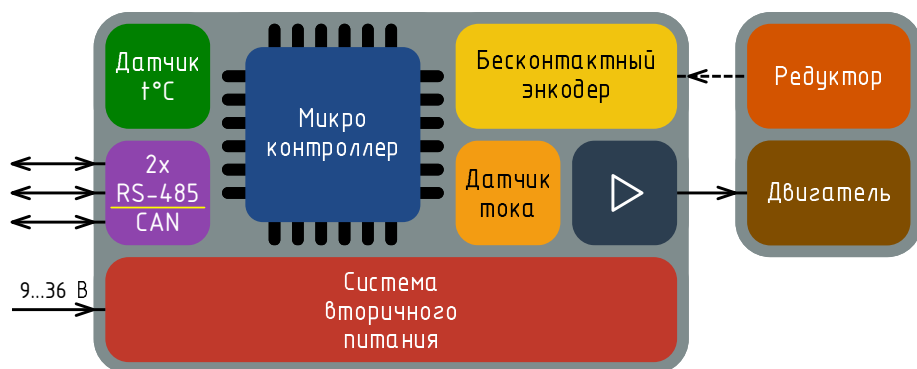 Датчик
t°C
Микро
контроллер
Бесконтактный
энкодер
Редуктор
2x
RS-485
CAN
Датчик
тока
Двигатель
9...36 В
Система
вторичного
питания